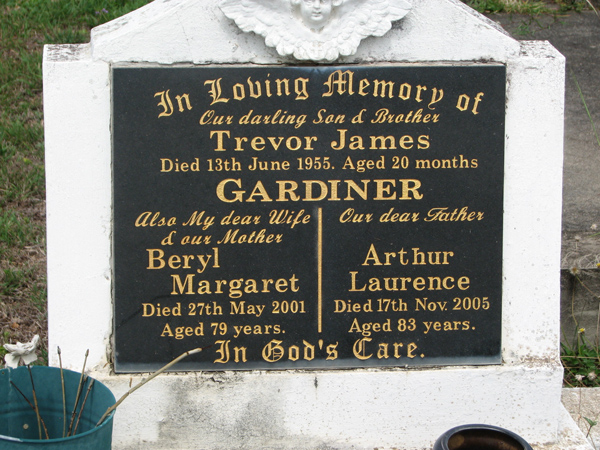 In Loving Memory of
Our darling Son & Brother
Trevor James
Died 13th June 1955. Aged 20 months
GARDINER
Also My dear Wife
& our Mother
Beryl
Margaret
Died 27th May 2001
Aged 79 years.
Our dear Father
Arthur
Laurence
Died 17th Nov. 2005
Aged 83 years.
In God's Care.